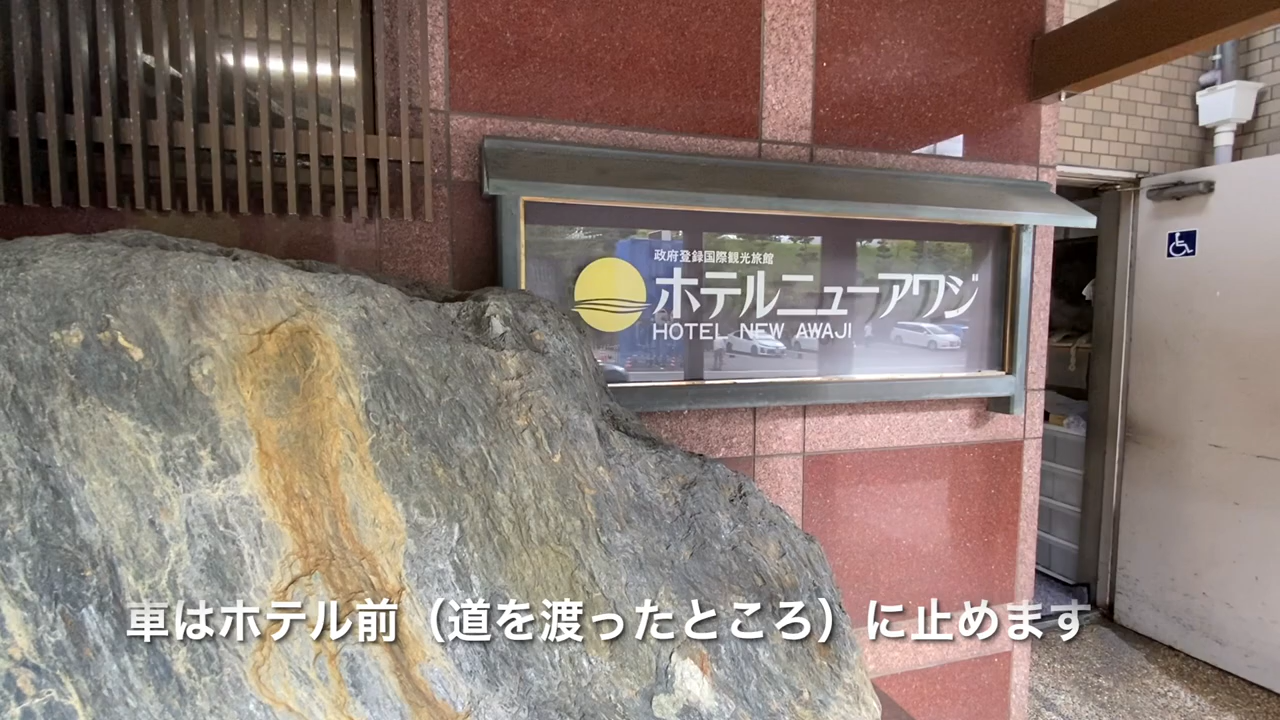 政府登録国際観光旅館
ホテルニューアワジ
HOTEL NEW AWAJI
車はホテル前（道を渡ったところ）に止めます